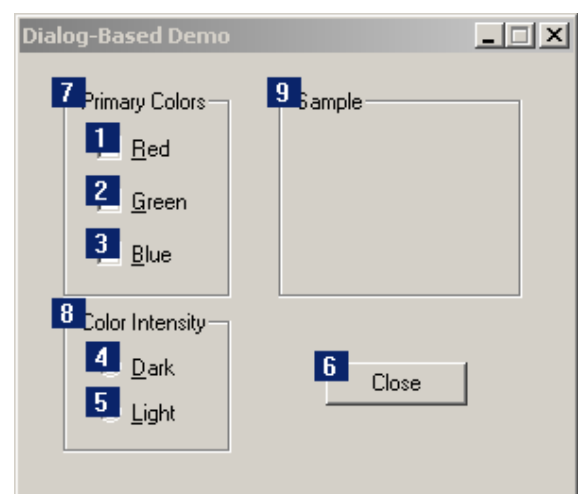 Dialog-Based Demo
7 Primary Colors
1 Red
2 Green
3 Blue
9 Sample
8 Color Intensity
4 Dark
5 Light
6 Close